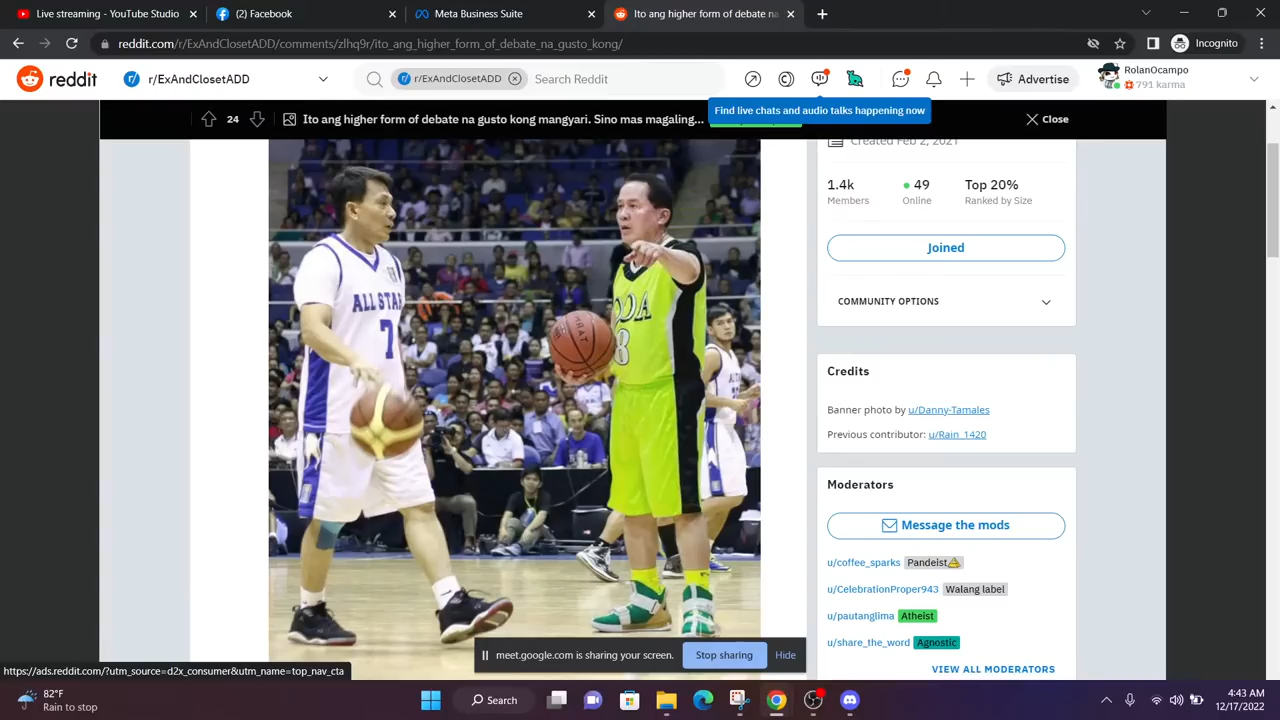 Live streaming - YouTube Studio
(2) Facebook
Meta Business Suite
Ito ang higher form of debate na
reddit.com/r/ExAndClosetADD/comments/zlhq9r/ito_ang_higher_form_of_debate_na_gusto_kong/
Incognito
reddit
r/ExAndClosetADD
r/ExAndClosetADD
Search Reddit
Advertise
RolanOcampo
791 karma
Find live chats and audio talks happening now
24
Ito ang higher form of debate na gusto kong mangyari. Sino mas magaling...
Close
Created Feb 2, 2021
1.4k
49
Top 20%
Members
Online
Ranked by Size
Joined
COMMUNITY OPTIONS
ALL STAR
7
8
Credits
Banner photo by u/Danny-Tamales
Previous contributor: u/Rain_1420
Moderators
Message the mods
u/coffee_sparks Pandeist
u/CelebrationProper943 Walang label
u/pautanglima Atheist
u/share_the_word Agnostic
VIEW ALL MODERATORS
meet.google.com is sharing your screen.
Stop sharing
Hide
https://ads.reddit.com/?utm_source=d2x_consumer&utm_name=top_nav_cta
82°F
Rain to stop
Search
4:43 AM
12/17/2022